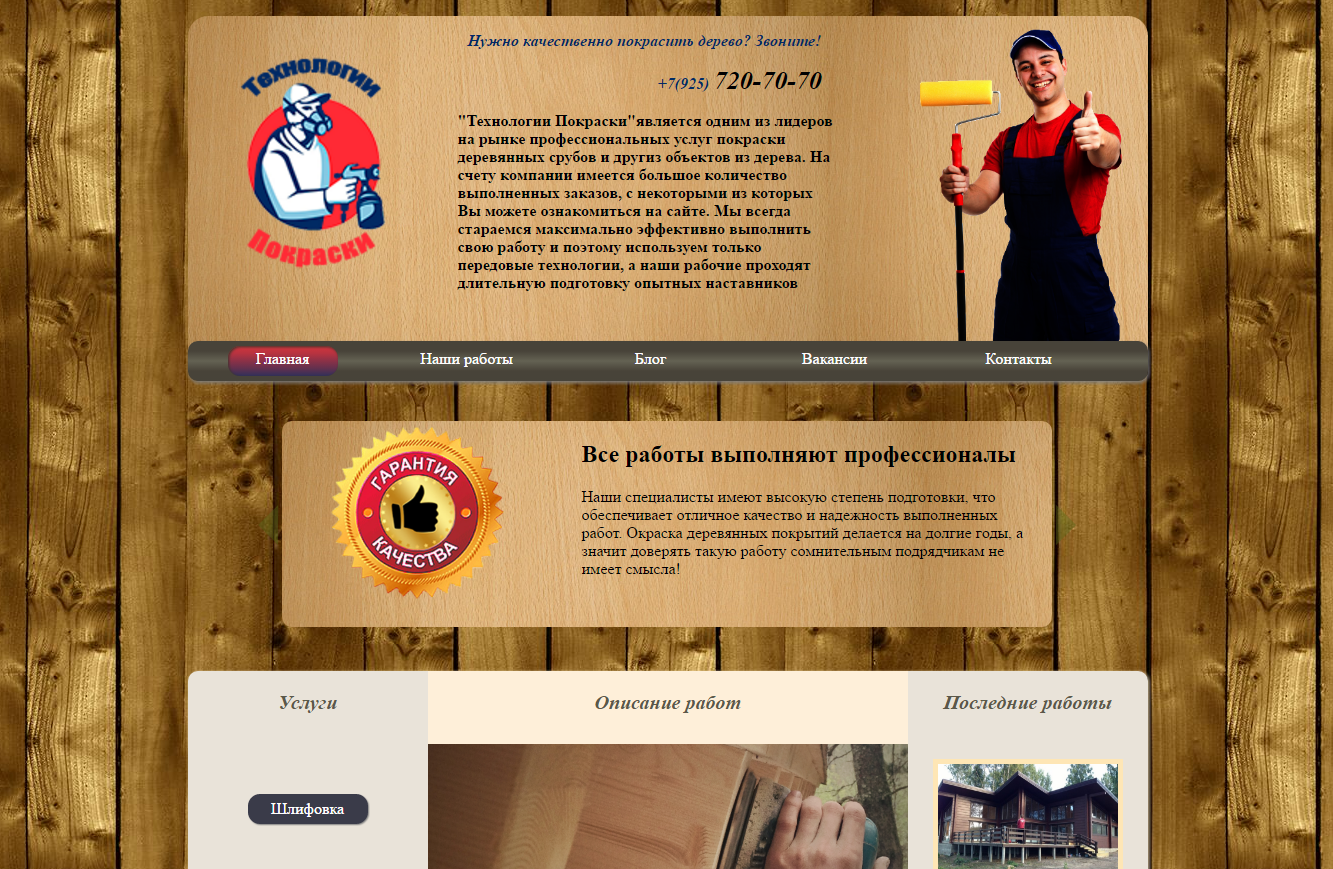 Нужно качественно покрасить дерево? Звоните!
Технологии
Покраски
+7(925) 720-70-70
"Технологии Покраски"является одним из лидеров
на рынке профессиональных услуг покраски
деревянных срубов и другиз объектов из дерева. На
счету компании имеется большое количество
выполненных заказов, с некоторыми из которых
Вы можете ознакомиться на сайте. Мы всегда
стараемся максимально эффективно выполнить
свою работу и поэтому используем только
передовые технологии, а наши рабочие проходят
длительную подготовку опытных наставников
Главная Наши работы Блог Вакансии Контакты
ГАРАНТИЯ
КАЧЕСТВА
Все работы выполняют профессионалы
Наши специалисты имеют высокую степень подготовки, что
обеспечивает отличное качество и надежность выполненных
работ. Окраска деревянных покрытий делается на долгие годы, а
значит доверять такую работу сомнительным подрядчикам не
имеет смысла!
Услуги
Описание работ
Последние работы
Шлифовка